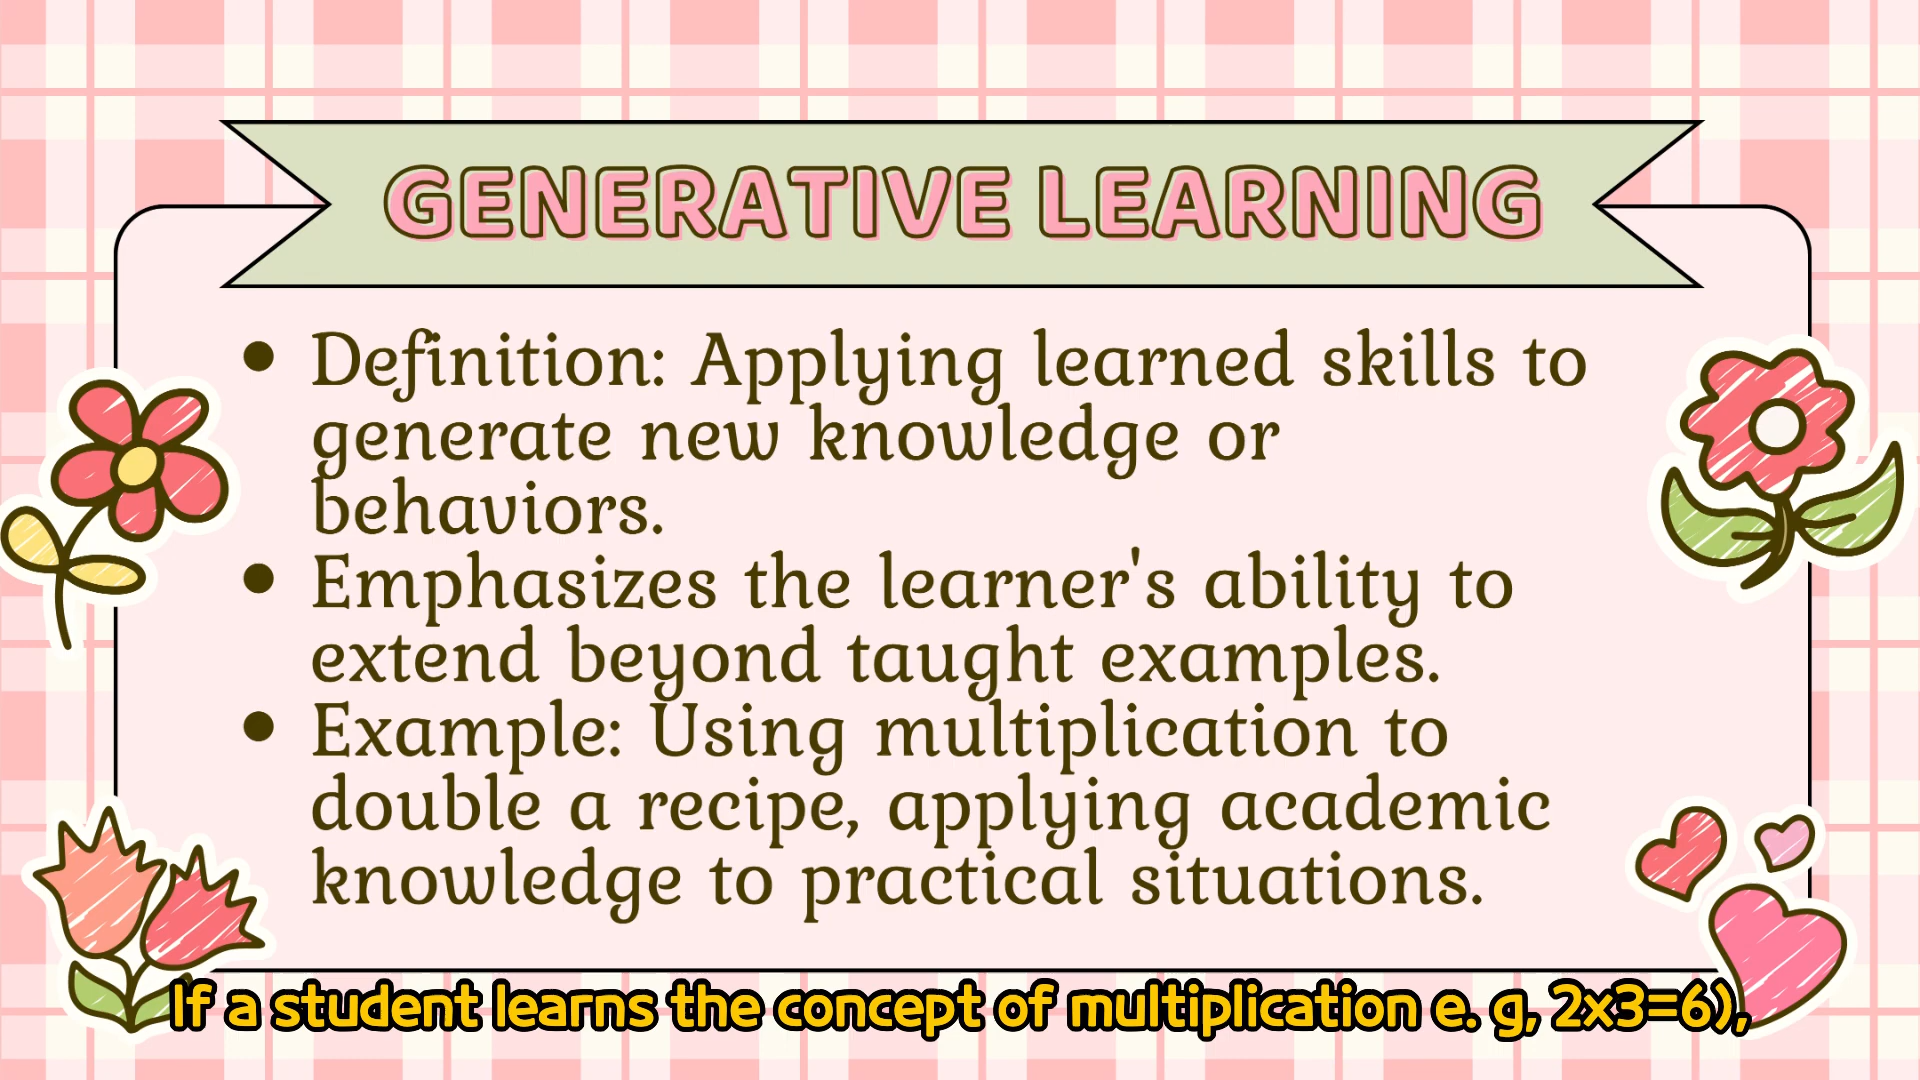 GENERATIVE LEARNING
• Definition: Applying learned skills to
generate new knowledge or
behaviors.
• Emphasizes the learner's ability to
extend beyond taught examples.
• Example: Using multiplication to
double a recipe, applying academic
knowledge to practical situations.
If a student learns the concept of multiplication e. g, 2x3=6),